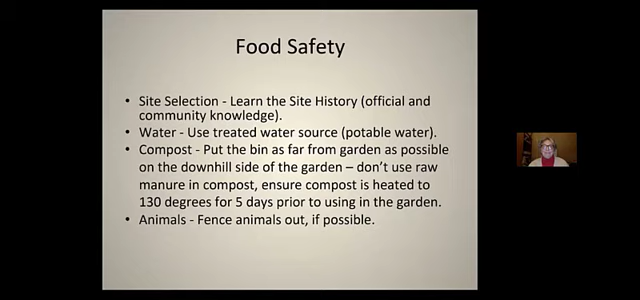 Food Safety
• Site Selection - Learn the Site History (official and
community knowledge).
• Water - Use treated water source (potable water).
• Compost - Put the bin as far from garden as possible
on the downhill side of the garden – don't use raw
manure in compost, ensure compost is heated to
130 degrees for 5 days prior to using in the garden.
• Animals - Fence animals out, if possible.